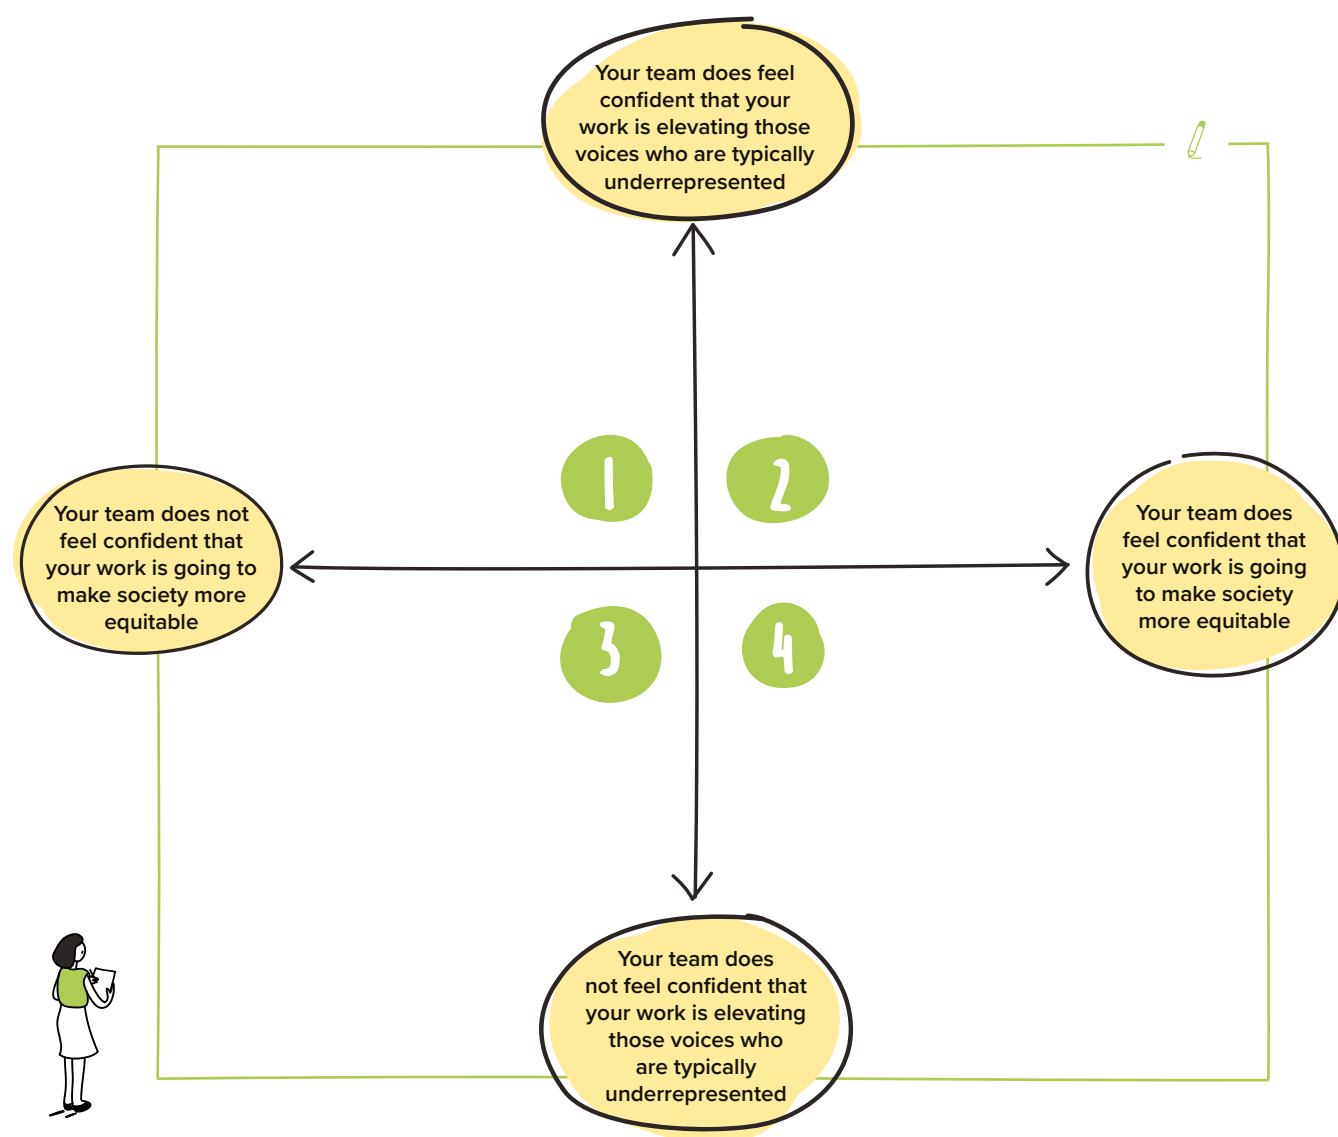 Your team does feel
confident that your
work is elevating those
voices who are typically
underrepresented
1
2
Your team does not
feel confident that
your work is going to
make society more
equitable
Your team does
feel confident that
your work is going
to make society
more equitable
3
4
Your team does
not feel confident that
your work is elevating
those voices who
are typically
underrepresented